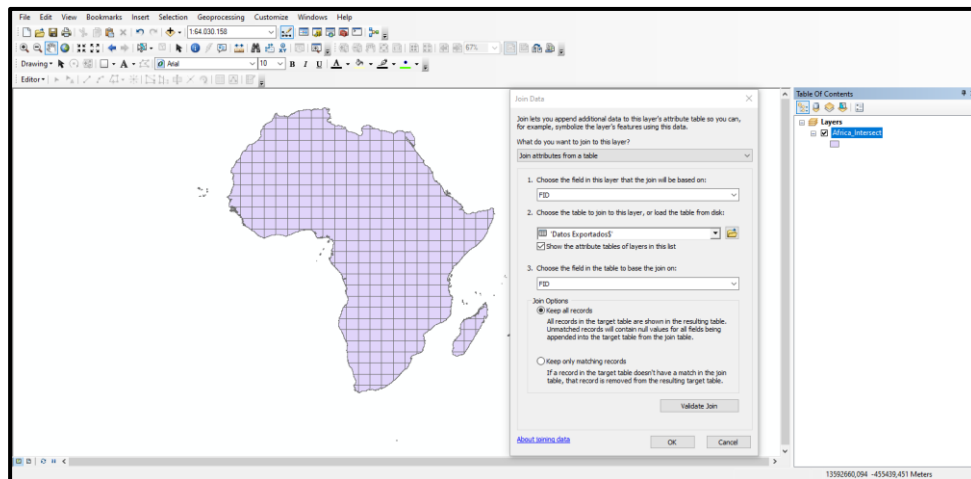 File Edit View Bookmarks Insert Selection Geoprocessing Customize Windows Help
1:64.030.158
67%
Drawing Arial 10 B I U A
Editor
Join Data
Join lets you append additional data to this layer's attribute table so you can,
for example, symbolize the layer's features using this data.
What do you want to join to this layer?
Join attributes from a table
1. Choose the field in this layer that the join will be based on:
FID
2. Choose the table to join to this layer, or load the table from disk:
'Datos Exportados$'
Show the attribute tables of layers in this list
3. Choose the field in the table to base the join on:
FID
Join Options
Keep all records
All records in the target table are shown in the resulting table.
Unmatched records will contain null values for all fields being
appended into the target table from the join table.
Keep only matching records
If a record in the target table doesn't have a match in the join
table, that record is removed from the resulting target table.
Validate Join
About joining data
OK Cancel
Table Of Contents
Layers
Africa_Intersect
13592660,094 -455439,451 Meters